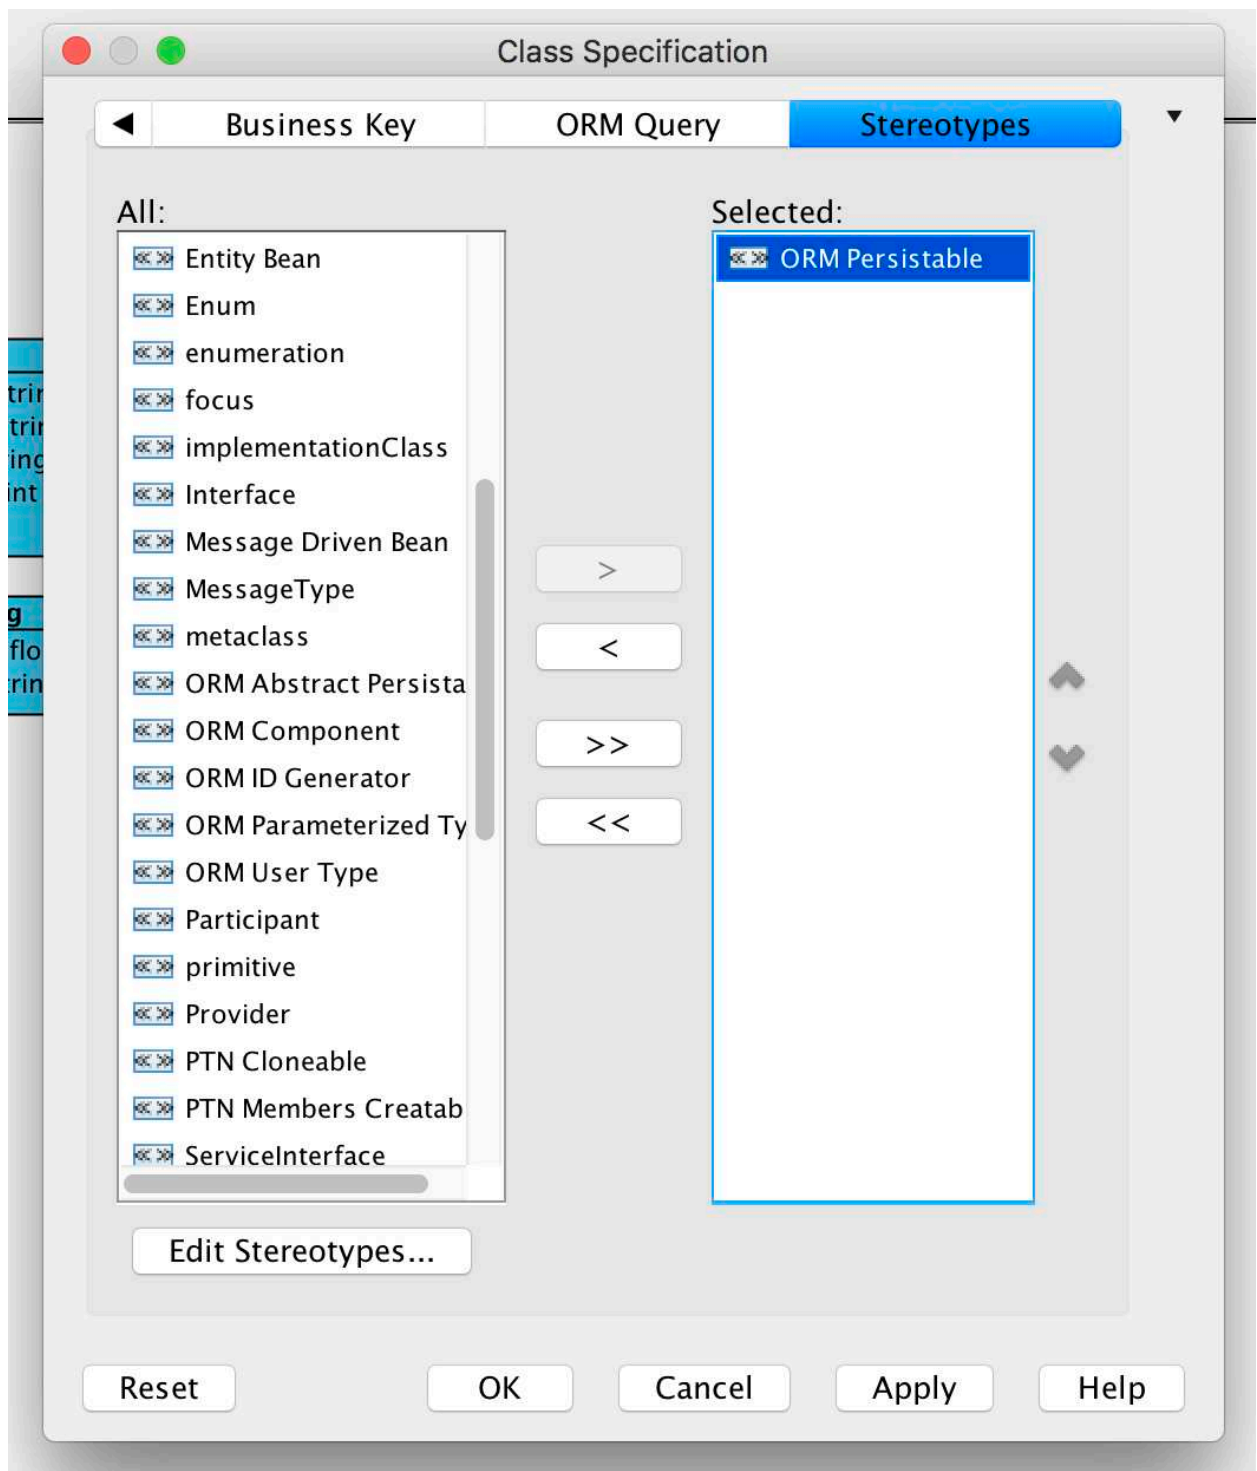 Class Specification
Business Key
ORM Query
Stereotypes
All:
Selected:
Entity Bean
Enum
enumeration
focus
implementationClass
Interface
Message Driven Bean
MessageType
metaclass
ORM Abstract Persista
ORM Component
ORM ID Generator
ORM Parameterized Ty
ORM User Type
Participant
primitive
Provider
PTN Cloneable
PTN Members Creatab
ServiceInterface
ORM Persistable
>
<
>>
<<
Edit Stereotypes...
Reset
OK
Cancel
Apply
Help
int
g
flo